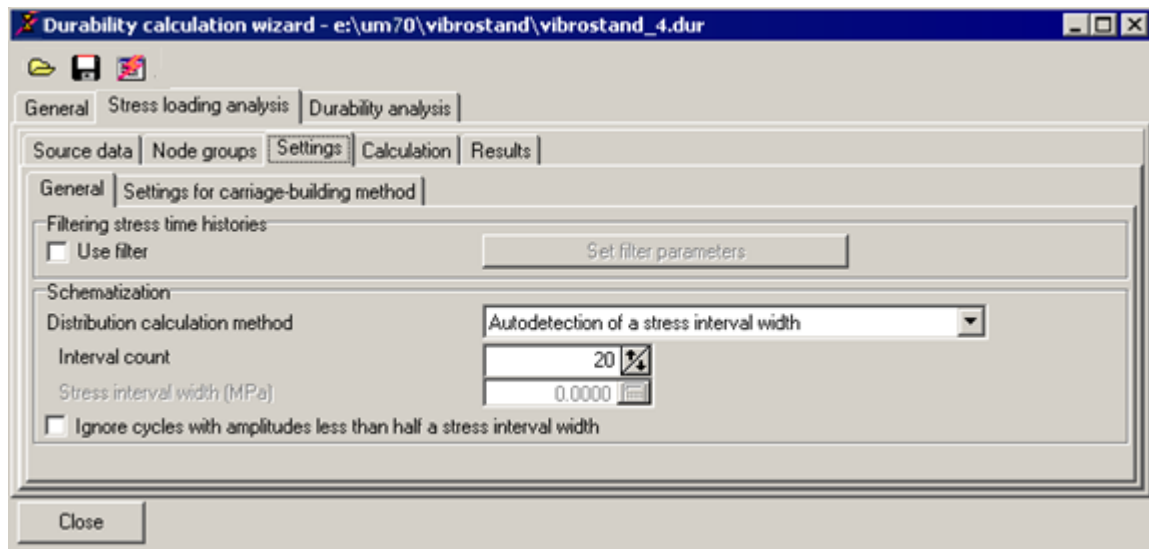 Durability calculation wizard - e:\um70\vibrostand\vibrostand_4.dur
General Stress loading analysis Durability analysis
Source data Node groups Settings Calculation Results
General Settings for carriage-building method
Filtering stress time histories
Use filter Set filter parameters
Schematization
Distribution calculation method Autodetection of a stress interval width
Interval count 20
Stress interval width (MPa) 0.0000
Ignore cycles with amplitudes less than half a stress interval width
Close